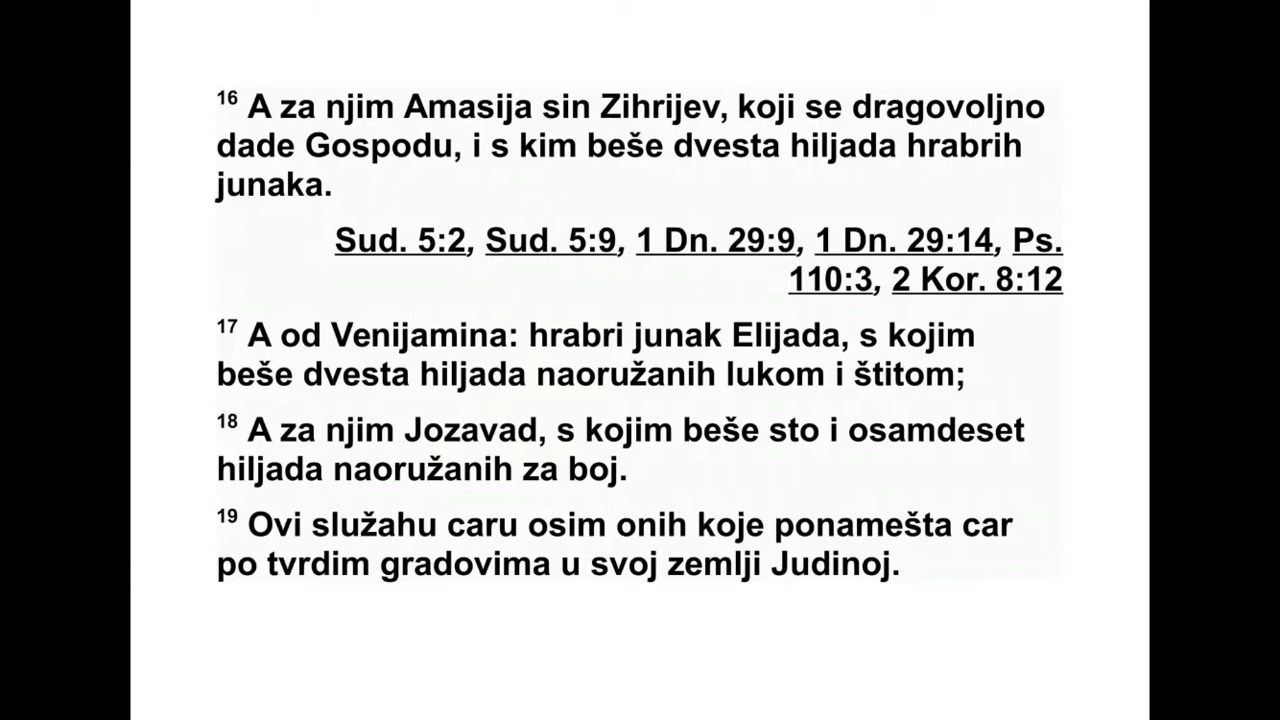 16 A za njim Amasija sin Zihrijev, koji se dragovoljno
dade Gospodu, i s kim beše dvesta hiljada hrabrih
junaka.
Sud. 5:2, Sud. 5:9, 1 Dn. 29:9, 1 Dn. 29:14, Ps.
110:3, 2 Kor. 8:12
17 A od Venijamina: hrabri junak Elijada, s kojim
beše dvesta hiljada naoružanih lukom i štitom;
18 A za njim Jozavad, s kojim beše sto i osamdeset
hiljada naoružanih za boj.
19 Ovi služahu caru osim onih koje ponamešta car
po tvrdim gradovima u svoj zemlji Judinoj.